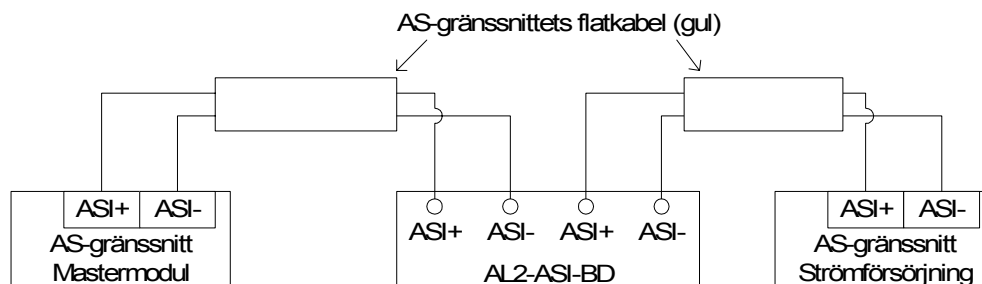 AS-gränssnittets flatkabel (gul)
ASI+ ASI-
AS-gränssnitt
Mastermodul
ASI+ ASI- ASI+ ASI-
AL2-ASI-BD
ASI+ ASI-
AS-gränssnitt
Strömförsörjning